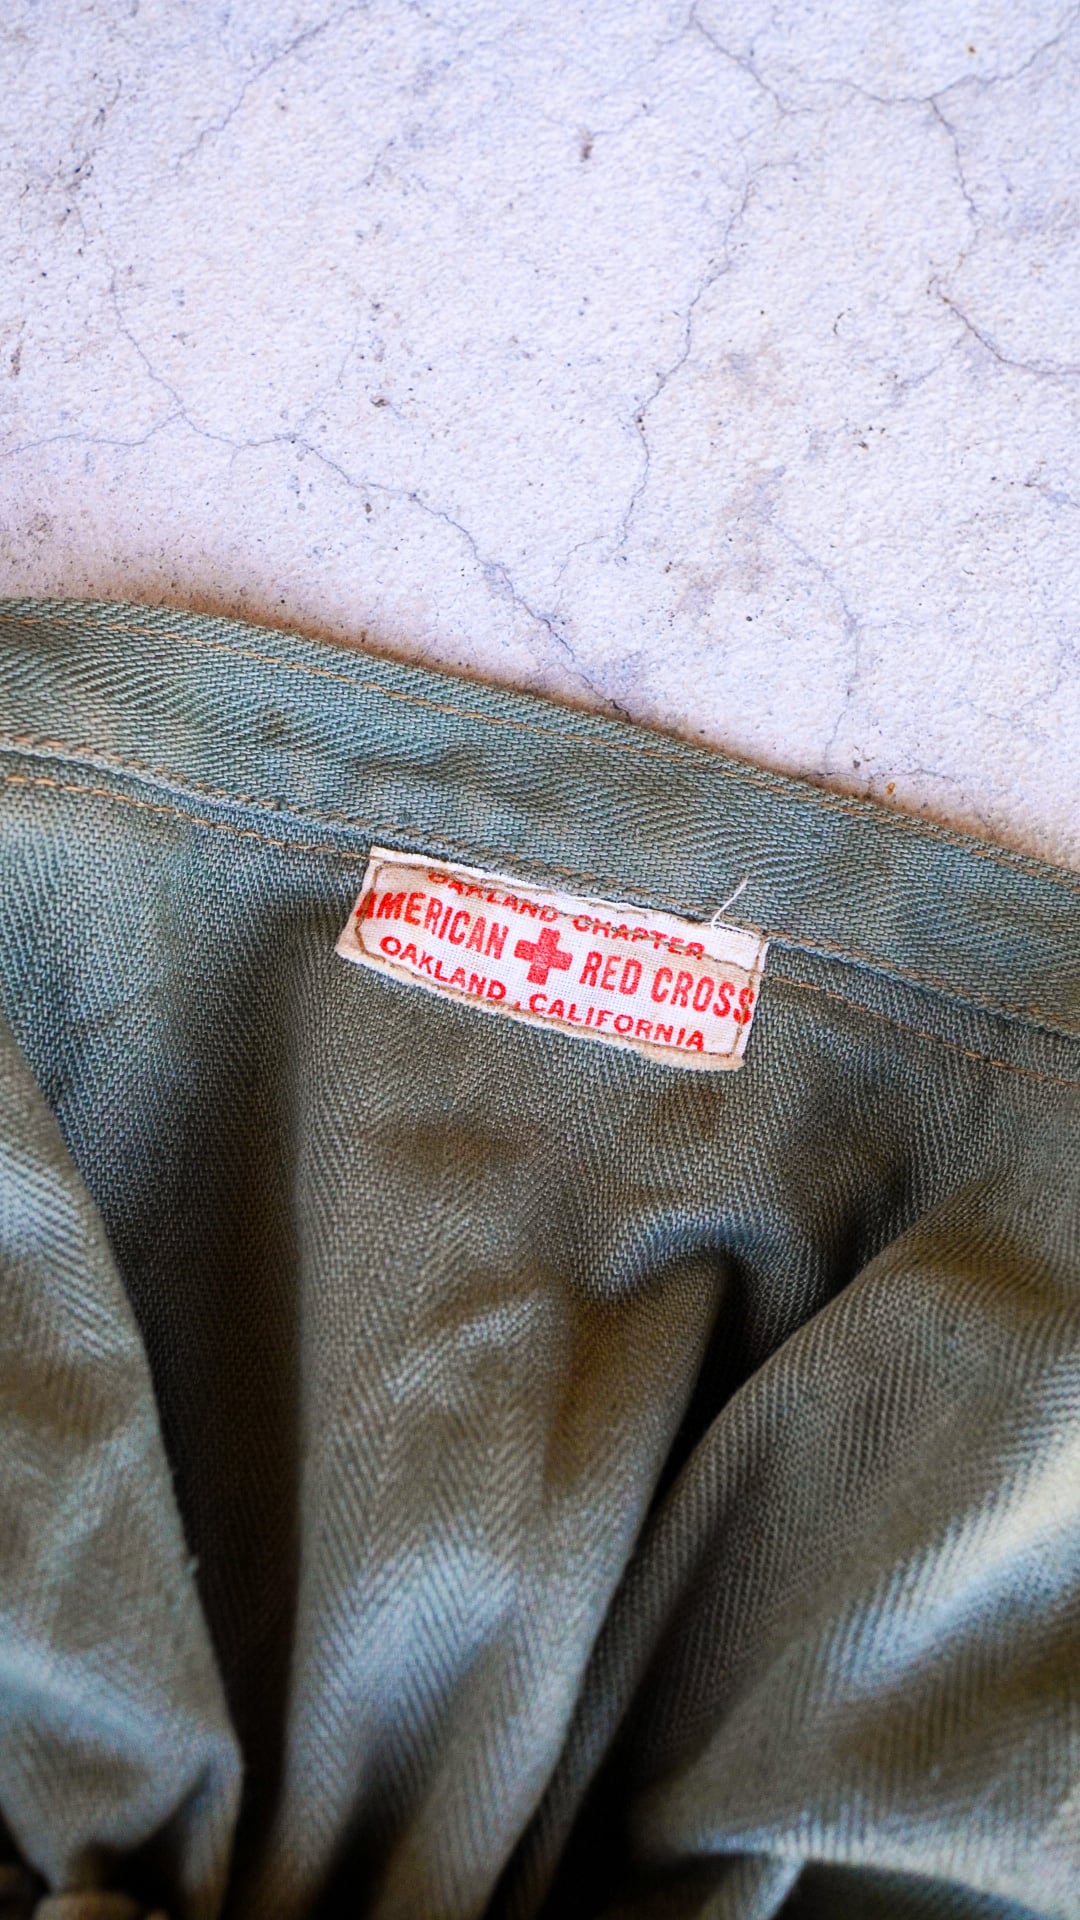 OAKLAND CHAPTER
AMERICAN RED CROSS
OAKLAND, CALIFORNIA